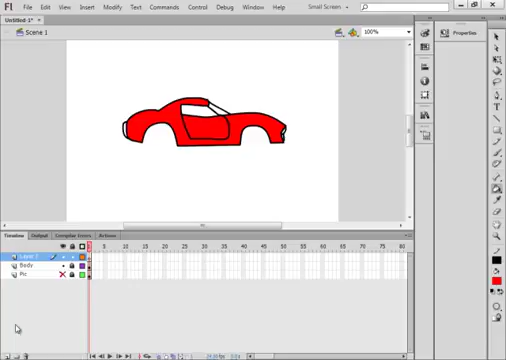 Fl File Edit View Insert Modify Text Commands Control Debug Window Small Screen
Untitled-1*
Scene 1 100%
Properties
Timeline Output Compiler Errors Actions
1 5 10 15 20 25 30 35 40 45 50 55 60 65 70 75 80
Body
Pic